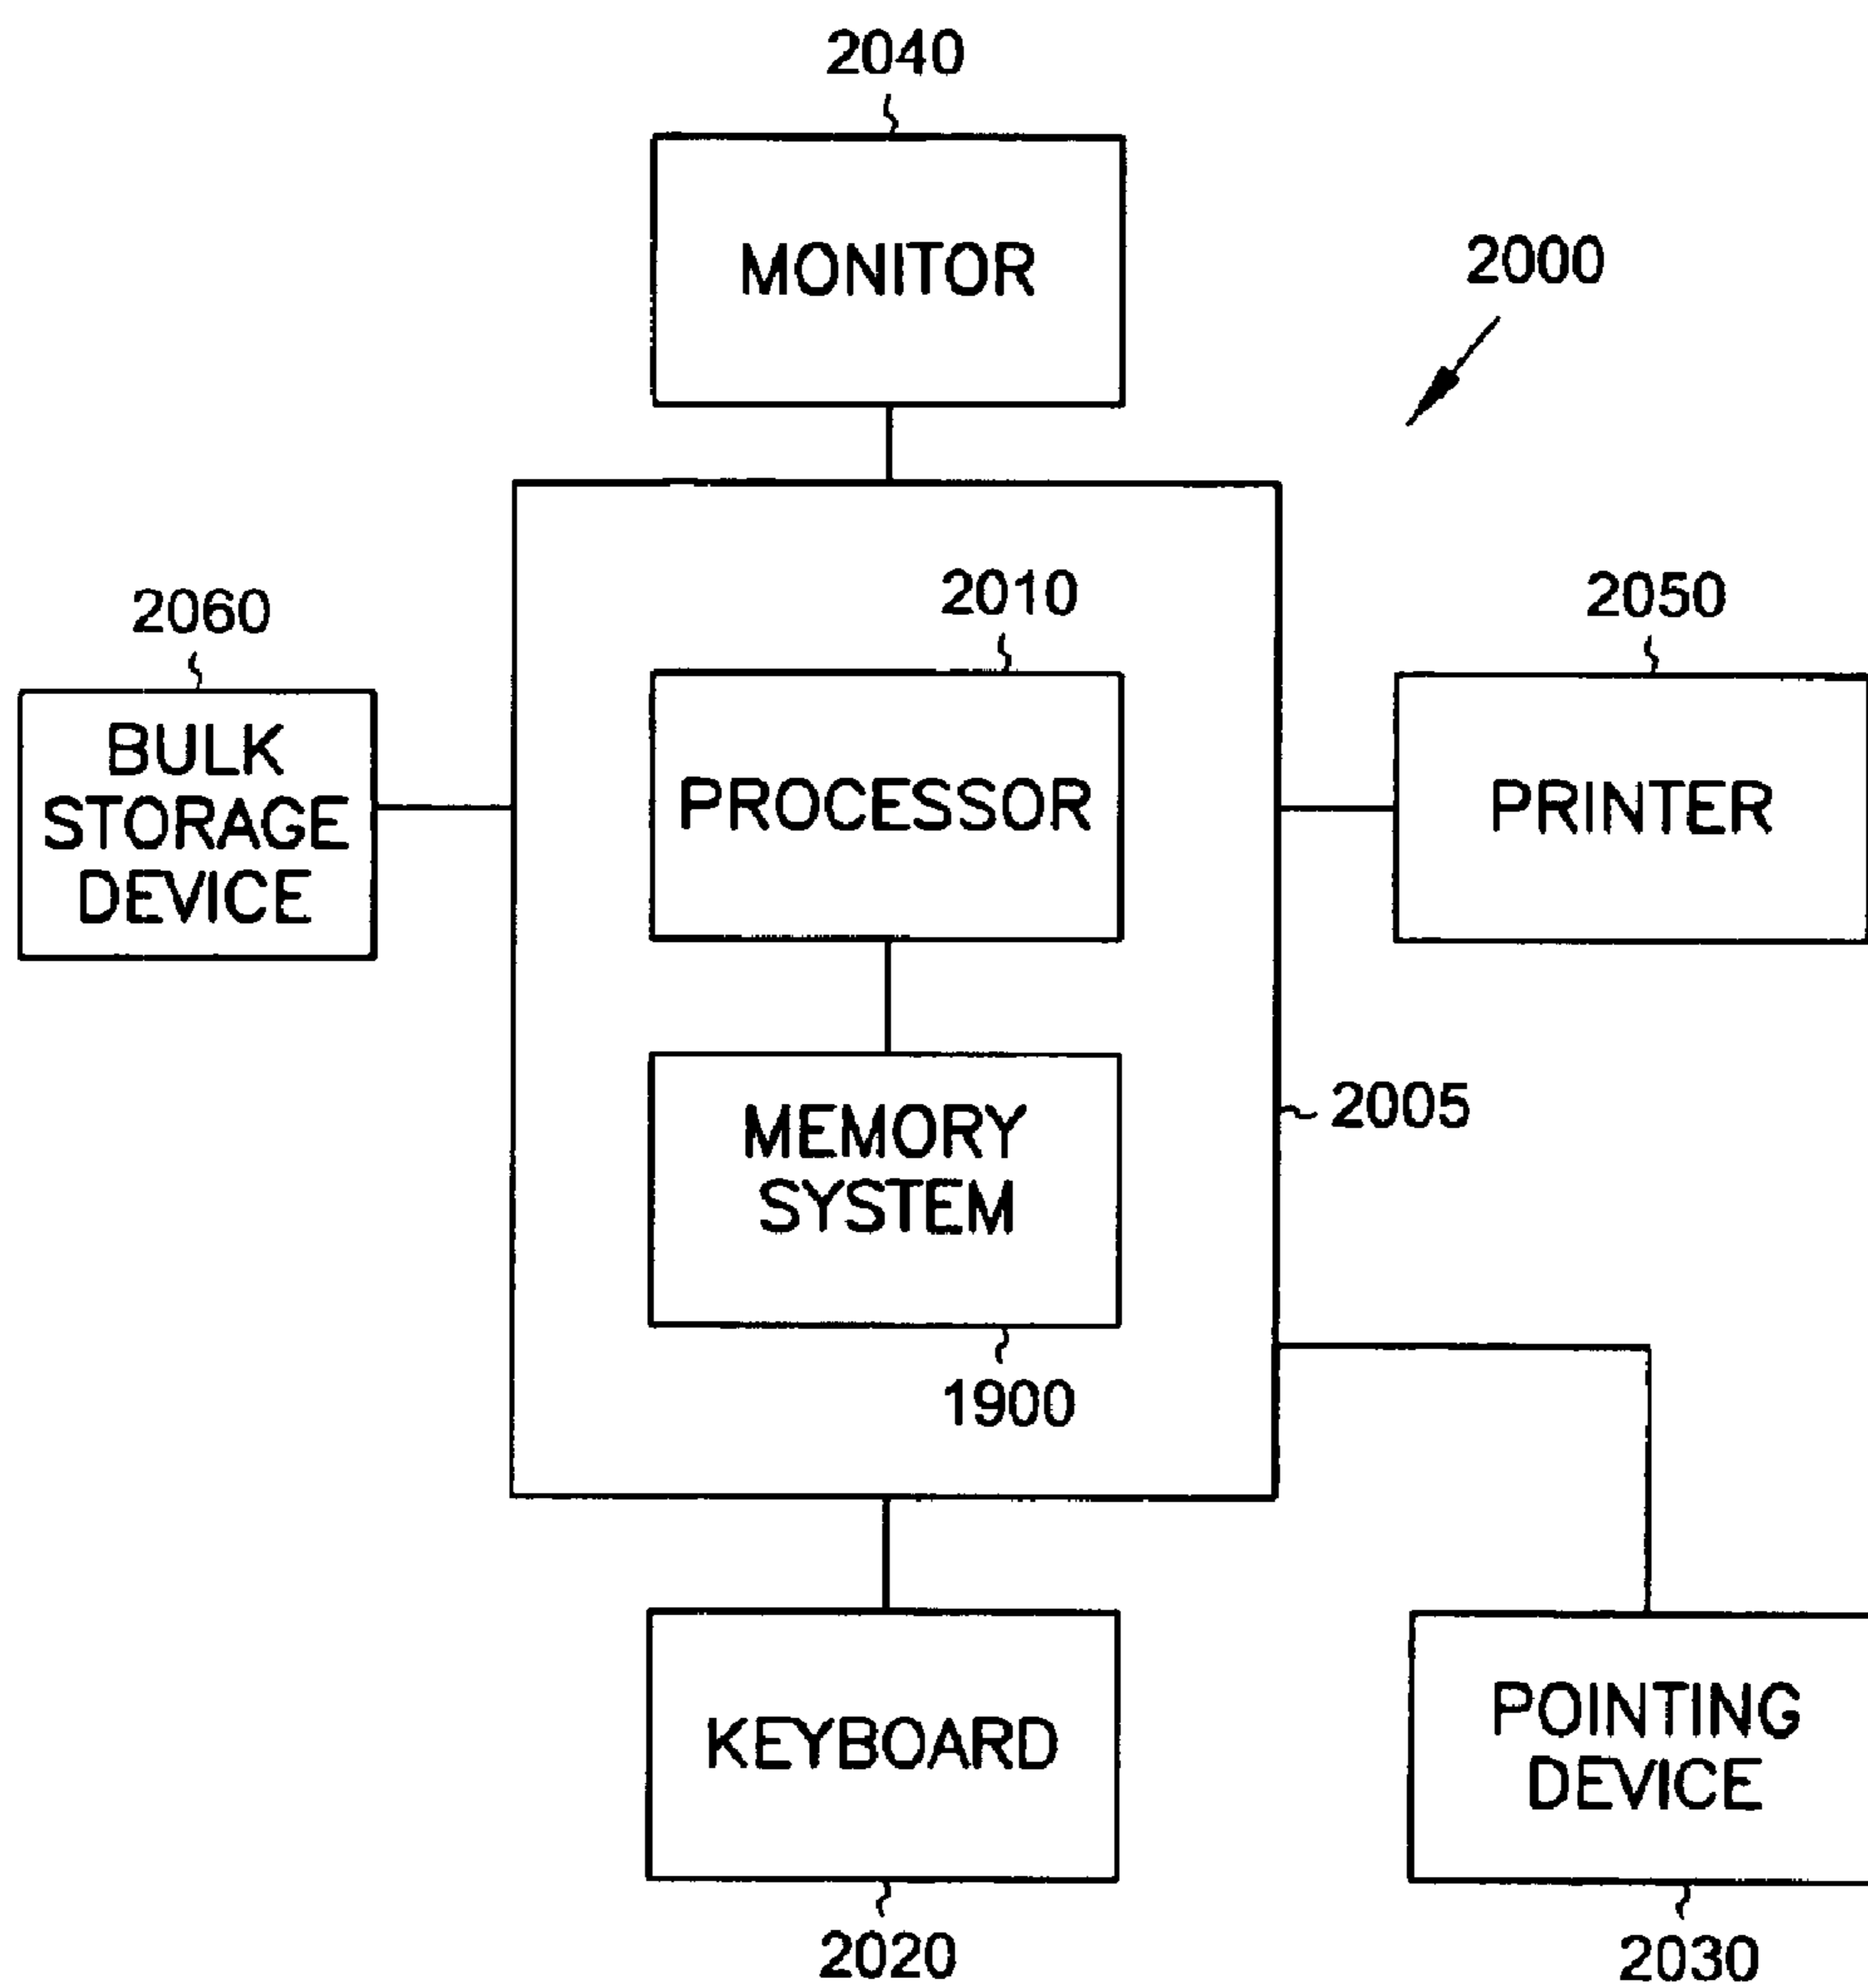 2040
MONITOR
2000
2060
2010
2050
BULK
STORAGE
DEVICE
PROCESSOR
PRINTER
MEMORY
SYSTEM
2005
1900
KEYBOARD
POINTING
DEVICE
2020
2030